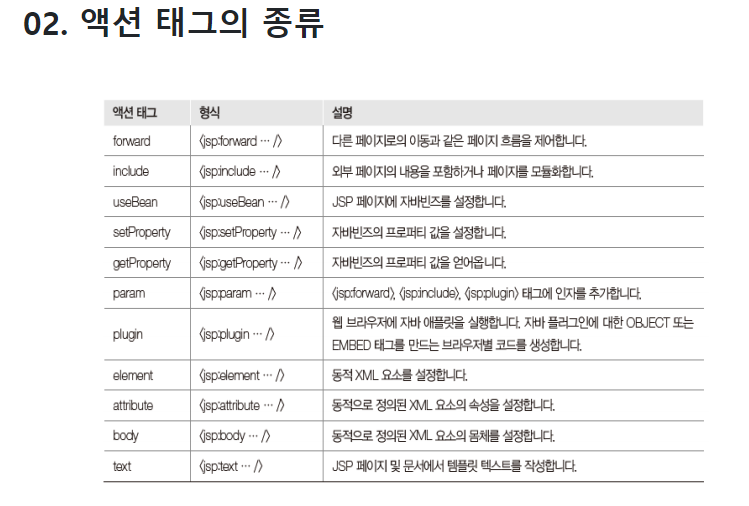 02. 액션 태그의 종류
액션 태그 형식 설명
forward 〈jsp:forward … /〉 다른 페이지로의 이동과 같은 페이지 흐름을 제어합니다.
include 〈jsp:include … /〉 외부 페이지의 내용을 포함하거나 페이지를 모듈화합니다.
useBean 〈jsp:useBean … /〉 JSP 페이지에 자바빈즈를 설정합니다.
setProperty 〈jsp:setProperty … /〉 자바빈즈의 프로퍼티 값을 설정합니다.
getProperty 〈jsp:getProperty … /〉 자바빈즈의 프로퍼티 값을 얻어옵니다.
param 〈jsp:param … /〉 〈jsp:forward〉, 〈jsp:include〉, 〈jsp:plugin〉 태그에 인자를 추가합니다.
plugin 〈jsp:plugin … /〉 웹 브라우저에 자바 애플릿을 실행합니다. 자바 플러그인에 대한 OBJECT 또는
EMBED 태그를 만드는 브라우저별 코드를 생성합니다.
element 〈jsp:element … /〉 동적 XML 요소를 설정합니다.
attribute 〈jsp:attribute … /〉 동적으로 정의된 XML 요소의 속성을 설정합니다.
body 〈jsp:body … /〉 동적으로 정의된 XML 요소의 몸체를 설정합니다.
text 〈jsp:text … /〉 JSP 페이지 및 문서에서 템플릿 텍스트를 작성합니다.